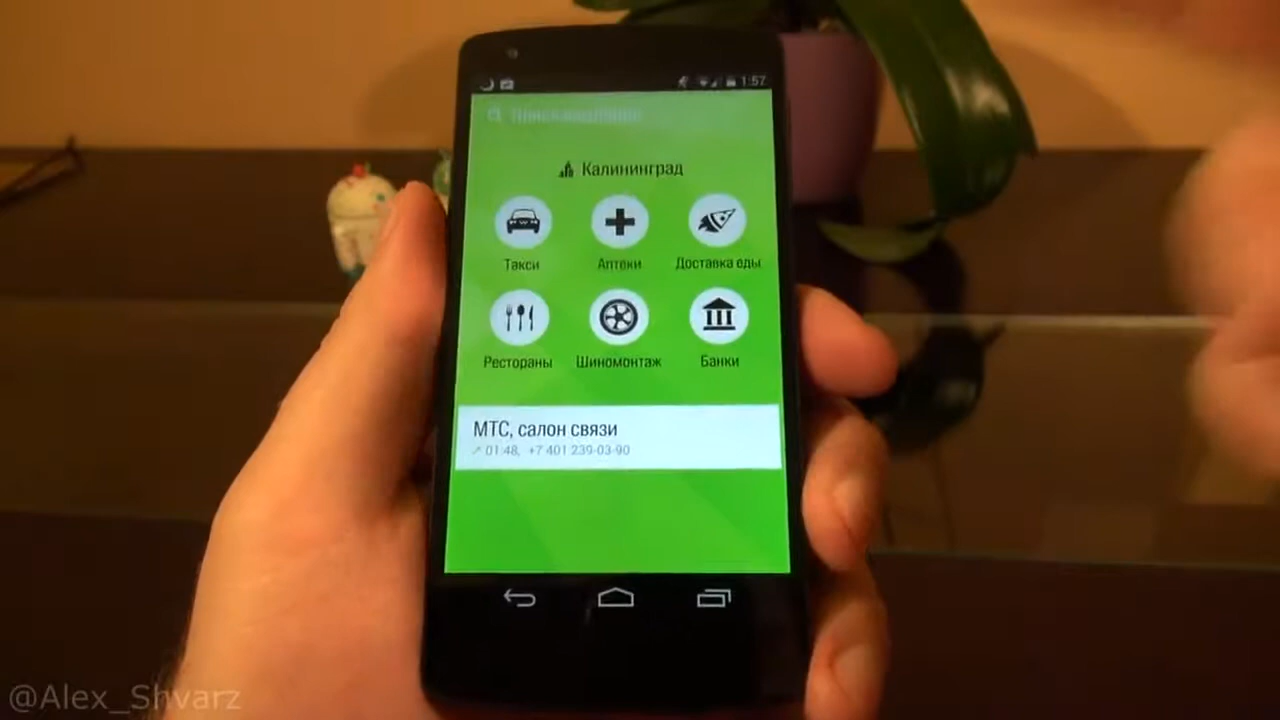 1:57
Калининград
Такси Аптеки Доставка еды
Рестораны Шиномонтаж Банки
МТС, салон связи
01:48, +7 401 239-03-90
@Alex_Shvarz